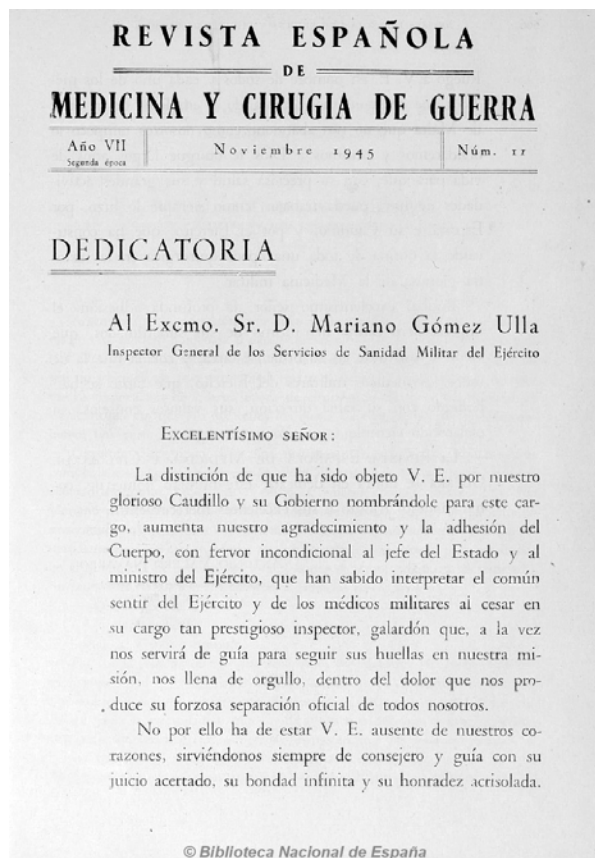 REVISTA ESPAÑOLA
DE
MEDICINA Y CIRUGIA DE GUERRA
Año VII
Segunda época
Noviembre 1945
Núm. 11
DEDICATORIA
Al Excmo. Sr. D. Mariano Gómez Ulla
Inspector General de los Servicios de Sanidad Militar del Ejército
EXCELENTÍSIMO SEÑOR:
La distinción de que ha sido objeto V. E. por nuestro
glorioso Caudillo y su Gobierno nombrándole para este car-
go, aumenta nuestro agradecimiento y la adhesión del
Cuerpo, con fervor incondicional al jefe del Estado y al
ministro del Ejército, que han sabido interpretar el común
sentir del Ejército y de los médicos militares al cesar en
su cargo tan prestigioso inspector, galardón que, a la vez
nos servirá de guía para seguir sus huellas en nuestra mi-
sión, nos llena de orgullo, dentro del dolor que nos pro-
duce su forzosa separación oficial de todos nosotros.
No por ello ha de estar V. E. ausente de nuestros co-
razones, sirviéndonos siempre de consejero y guía con su
juicio acertado, su bondad infinita y su honradez acrisolada.
© Biblioteca Nacional de España